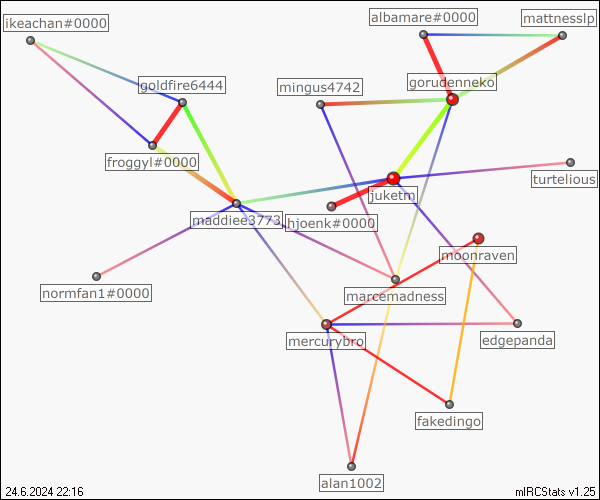 albamare#0000
mattnesslp
ikeachan#0000
goldfire6444
mingus4742
gorudenneko
froggyl#0000
turtelious
juketm
maddiee3773
hjoenk#0000
moonraven
normfan1#0000
marcemadness
mercurybro
edgepanda
fakedingo
alan1002
24.6.2024 22:16
mIRCStats v1.25